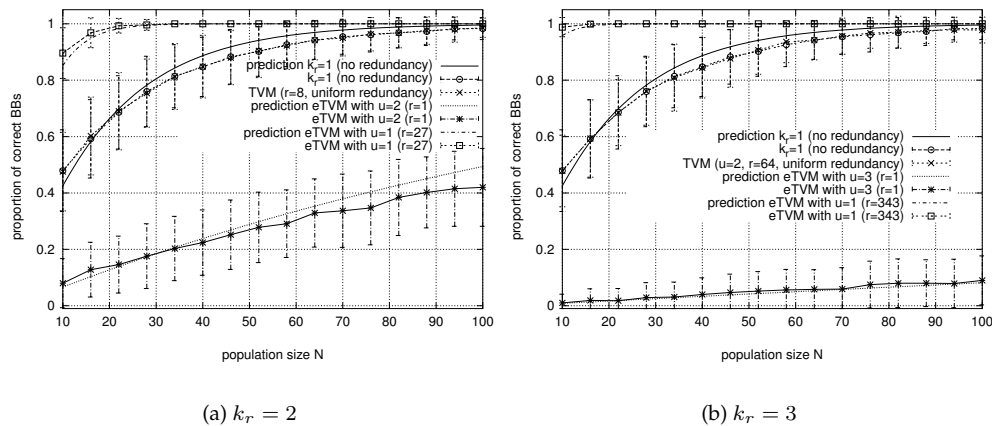 proportion of correct BBs
1
0.8
0.6
0.4
0.2
0
prediction k_r=1 (no redundancy)
k_r=1 (no redundancy)
TVM (r=8, uniform redundancy)
prediction eTVM with u=2 (r=1)
eTVM with u=2 (r=1)
prediction eTVM with u=1 (r=27)
eTVM with u=1 (r=27)
10 20 30 40 50 60 70 80 90 100
population size N
(a) k_r = 2
proportion of correct BBs
1
0.8
0.6
0.4
0.2
0
prediction k_r=1 (no redundancy)
k_r=1 (no redundancy)
TVM (u=2, r=64, uniform redundancy)
prediction eTVM with u=3 (r=1)
eTVM with u=3 (r=1)
prediction eTVM with u=1 (r=343)
eTVM with u=1 (r=343)
10 20 30 40 50 60 70 80 90 100
population size N
(b) k_r = 3